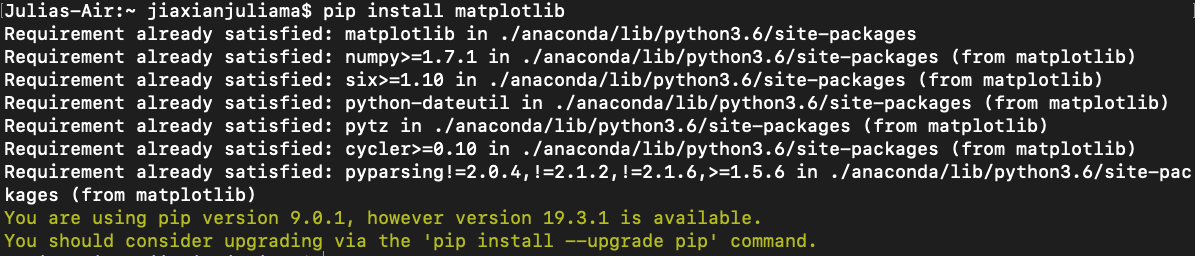 Julias-Air:~ jiaxianjuliama$ pip install matplotlib
Requirement already satisfied: matplotlib in ./anaconda/lib/python3.6/site-packages
Requirement already satisfied: numpy>=1.7.1 in ./anaconda/lib/python3.6/site-packages (from matplotlib)
Requirement already satisfied: six>=1.10 in ./anaconda/lib/python3.6/site-packages (from matplotlib)
Requirement already satisfied: python-dateutil in ./anaconda/lib/python3.6/site-packages (from matplotlib)
Requirement already satisfied: pytz in ./anaconda/lib/python3.6/site-packages (from matplotlib)
Requirement already satisfied: cycler>=0.10 in ./anaconda/lib/python3.6/site-packages (from matplotlib)
Requirement already satisfied: pyparsing!=2.0.4,!=2.1.2,!=2.1.6,>=1.5.6 in ./anaconda/lib/python3.6/site-pac
kages (from matplotlib)
You are using pip version 9.0.1, however version 19.3.1 is available.
You should consider upgrading via the 'pip install --upgrade pip' command.